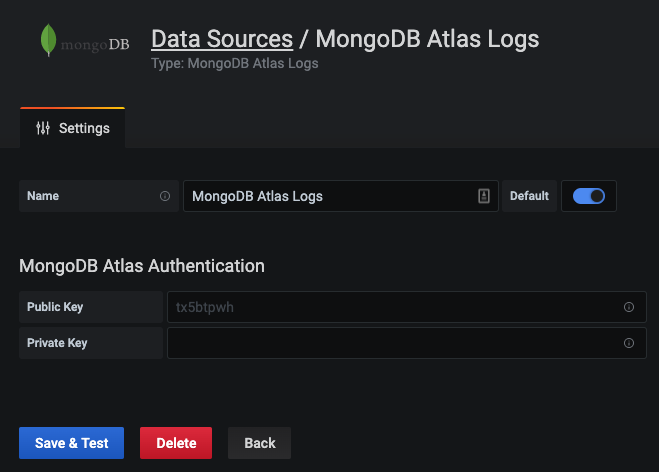 mongoDB
Data Sources / MongoDB Atlas Logs
Type: MongoDB Atlas Logs
Settings
Name
MongoDB Atlas Logs
Default
MongoDB Atlas Authentication
Public Key
tx5btpwh
Private Key
Save & Test
Delete
Back